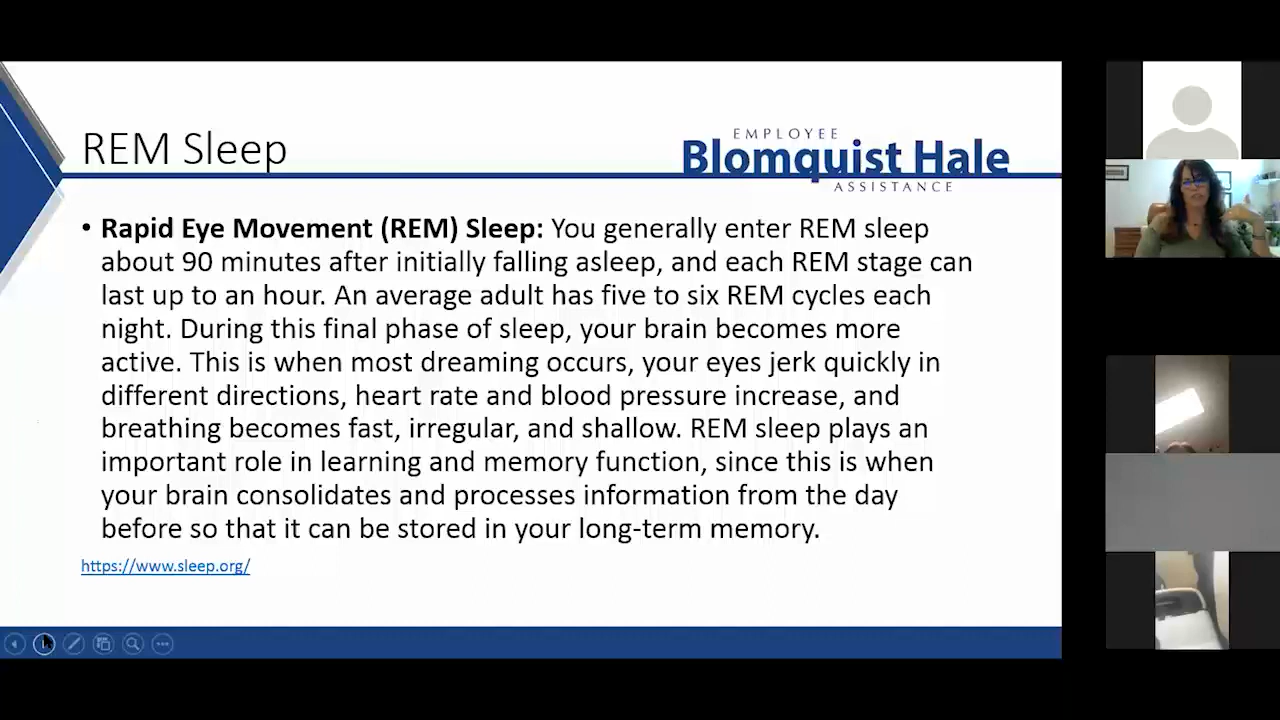 REM Sleep
EMPLOYEE
Blomquist Hale
ASSISTANCE
• Rapid Eye Movement (REM) Sleep: You generally enter REM sleep
about 90 minutes after initially falling asleep, and each REM stage can
last up to an hour. An average adult has five to six REM cycles each
night. During this final phase of sleep, your brain becomes more
active. This is when most dreaming occurs, your eyes jerk quickly in
different directions, heart rate and blood pressure increase, and
breathing becomes fast, irregular, and shallow. REM sleep plays an
important role in learning and memory function, since this is when
your brain consolidates and processes information from the day
before so that it can be stored in your long-term memory.
https://www.sleep.org/